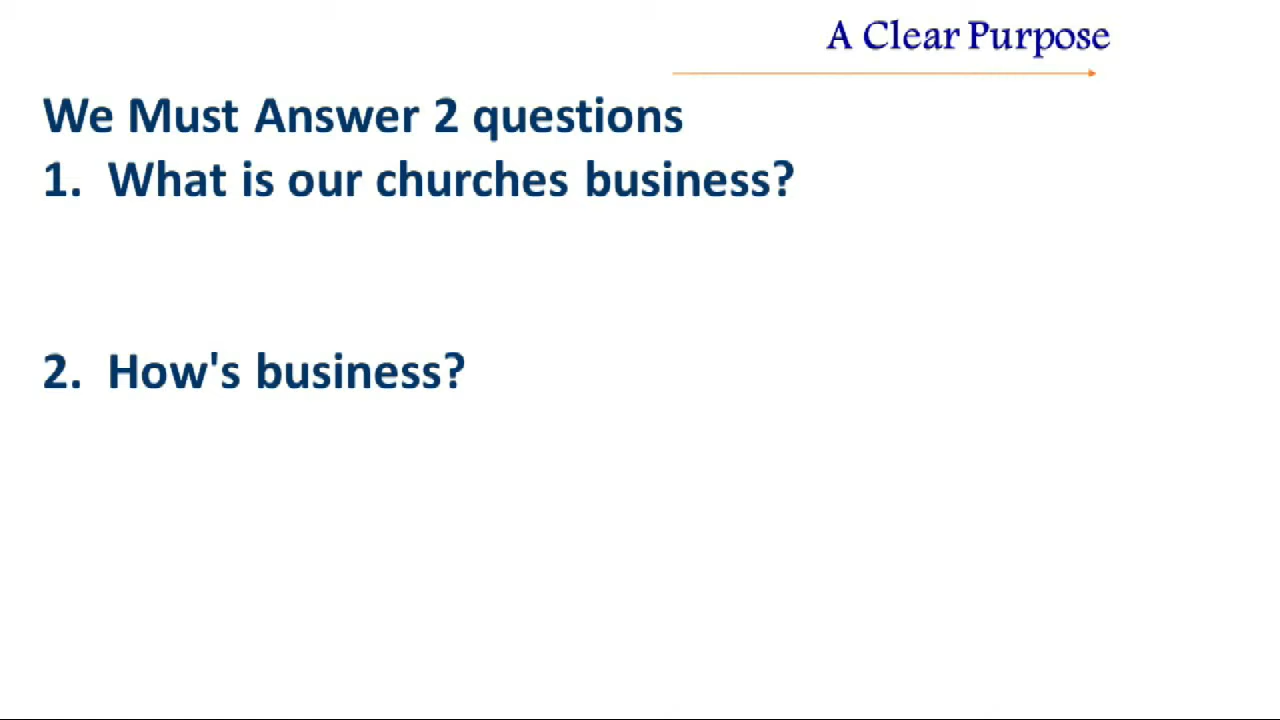 A Clear Purpose
We Must Answer 2 questions
1. What is our churches business?
2. How's business?